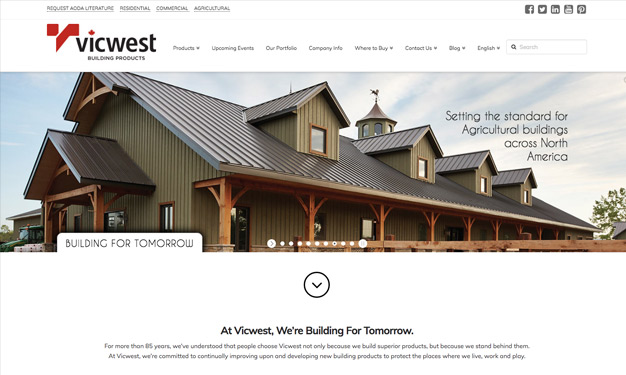 REQUEST AODA LITERATURE RESIDENTIAL COMMERCIAL AGRICULTURAL
vicwest
BUILDING PRODUCTS
Products Upcoming Events Our Portfolio Company Info Where to Buy Contact Us Blog English Search
Setting the standard for
Agricultural buildings
across North
America
BUILDING FOR TOMORROW
At Vicwest, We're Building For Tomorrow.
For more than 85 years, we've understood that people choose Vicwest not only because we build superior products, but because we stand behind them.
At Vicwest, we're committed to continually improving upon and developing new building products to protect the places where we live, work and play.